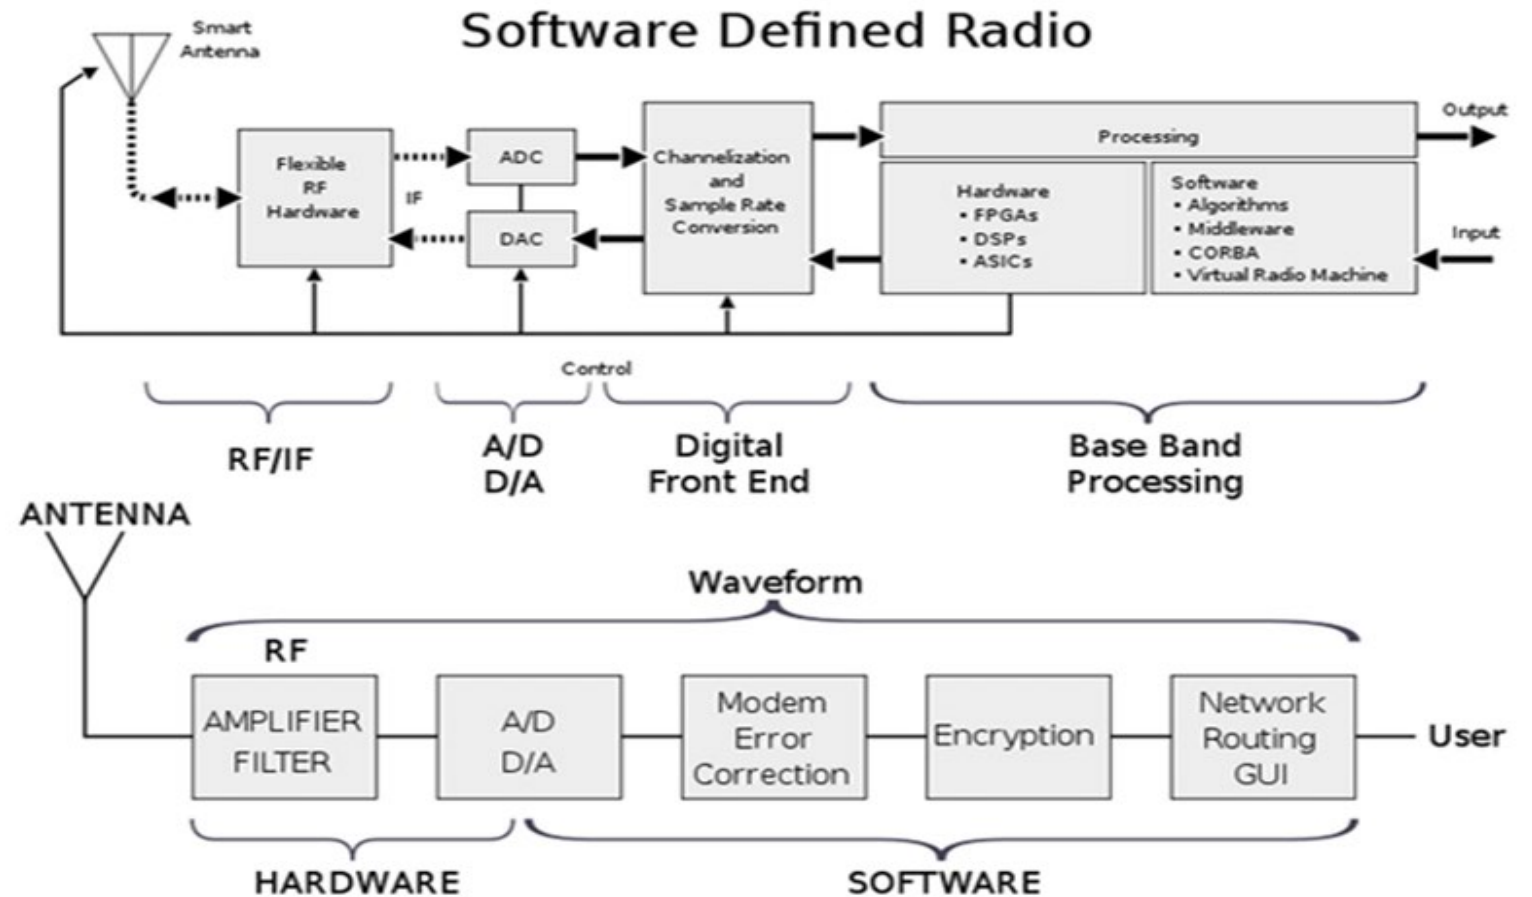 Software Defined Radio
Smart
Antenna
Flexible
RF
Hardware
IF
ADC
DAC
Channelization
and
Sample Rate
Conversion
Processing
Hardware
• FPGAs
• DSPs
• ASICs
Software
• Algorithms
• Middleware
• CORBA
• Virtual Radio Machine
Output
Input
Control
RF/IF
A/D
D/A
Digital
Front End
Base Band
Processing
ANTENNA
Waveform
RF
AMPLIFIER
FILTER
A/D
D/A
Modem
Error
Correction
Encryption
Network
Routing
GUI
User
HARDWARE
SOFTWARE